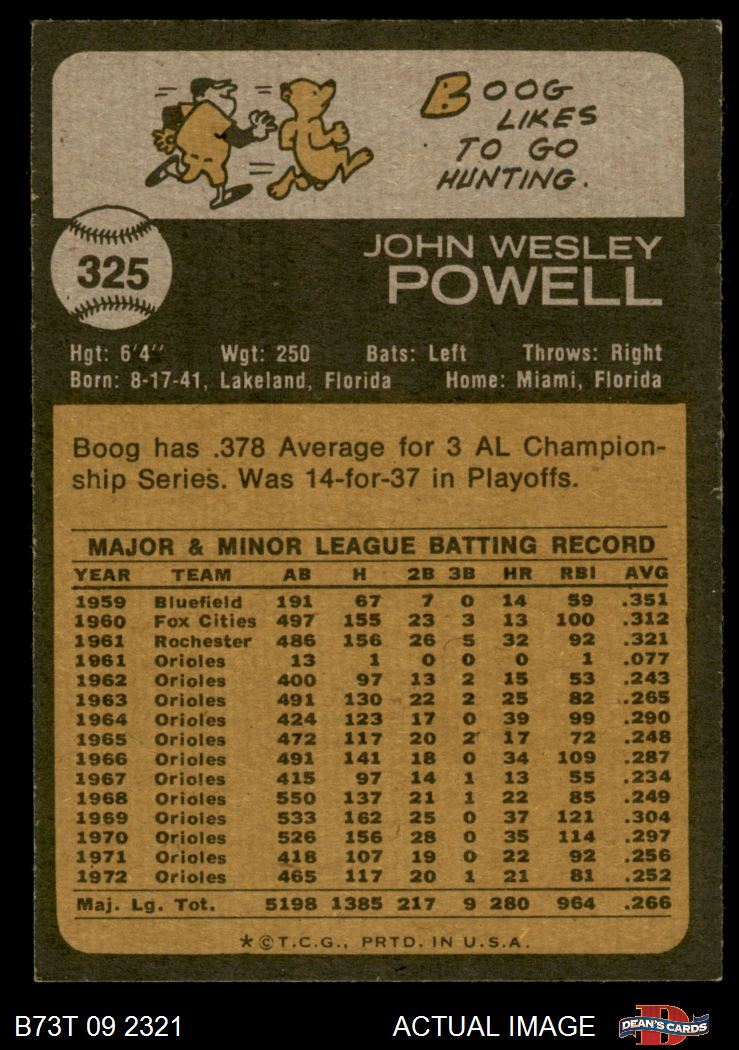 BOOG
LIKES
TO GO
HUNTING.
325
JOHN WESLEY
POWELL
Hgt: 6'4'' Wgt: 250 Bats: Left Throws: Right
Born: 8-17-41, Lakeland, Florida Home: Miami, Florida
Boog has .378 Average for 3 AL Champion-
ship Series. Was 14-for-37 in Playoffs.
MAJOR & MINOR LEAGUE BATTING RECORD
YEAR TEAM AB H 2B 3B HR RBI AVG
1959 Bluefield 191 67 7 0 14 59 .351
1960 Fox Cities 497 155 23 3 13 100 .312
1961 Rochester 486 156 26 5 32 92 .321
1961 Orioles 13 1 0 0 0 1 .077
1962 Orioles 400 97 13 2 15 53 .243
1963 Orioles 491 130 22 2 25 82 .265
1964 Orioles 424 123 17 0 39 99 .290
1965 Orioles 472 117 20 2 17 72 .248
1966 Orioles 491 141 18 0 34 109 .287
1967 Orioles 415 97 14 1 13 55 .234
1968 Orioles 550 137 21 1 22 85 .249
1969 Orioles 533 162 25 0 37 121 .304
1970 Orioles 526 156 28 0 35 114 .297
1971 Orioles 418 107 19 0 22 92 .256
1972 Orioles 465 117 20 1 21 81 .252
Maj. Lg. Tot. 5198 1385 217 9 280 964 .266
*©T.C.G., PRTD. IN U.S.A.
B73T 09 2321 ACTUAL IMAGE
D
DEAN'S CARDS